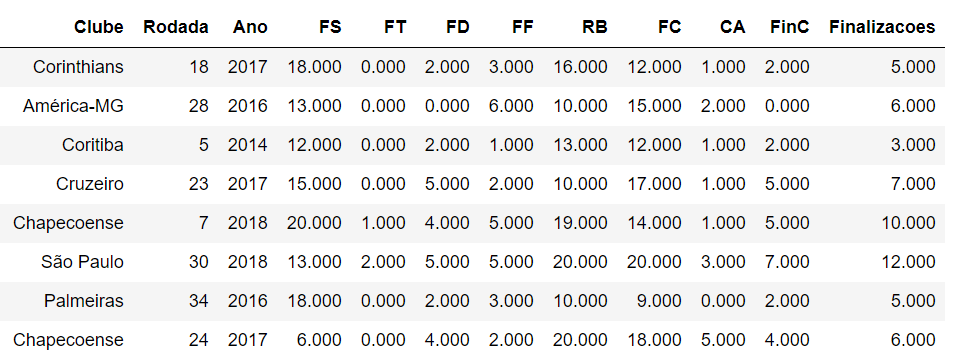 Clube Rodada Ano FS FT FD FF RB FC CA FinC Finalizacoes
Corinthians 18 2017 18.000 0.000 2.000 3.000 16.000 12.000 1.000 2.000 5.000
América-MG 28 2016 13.000 0.000 0.000 6.000 10.000 15.000 2.000 0.000 6.000
Coritiba 5 2014 12.000 0.000 2.000 1.000 13.000 12.000 1.000 2.000 3.000
Cruzeiro 23 2017 15.000 0.000 5.000 2.000 10.000 17.000 1.000 5.000 7.000
Chapecoense 7 2018 20.000 1.000 4.000 5.000 19.000 14.000 1.000 5.000 10.000
São Paulo 30 2018 13.000 2.000 5.000 5.000 20.000 20.000 3.000 7.000 12.000
Palmeiras 34 2016 18.000 0.000 2.000 3.000 10.000 9.000 0.000 2.000 5.000
Chapecoense 24 2017 6.000 0.000 4.000 2.000 20.000 18.000 5.000 4.000 6.000